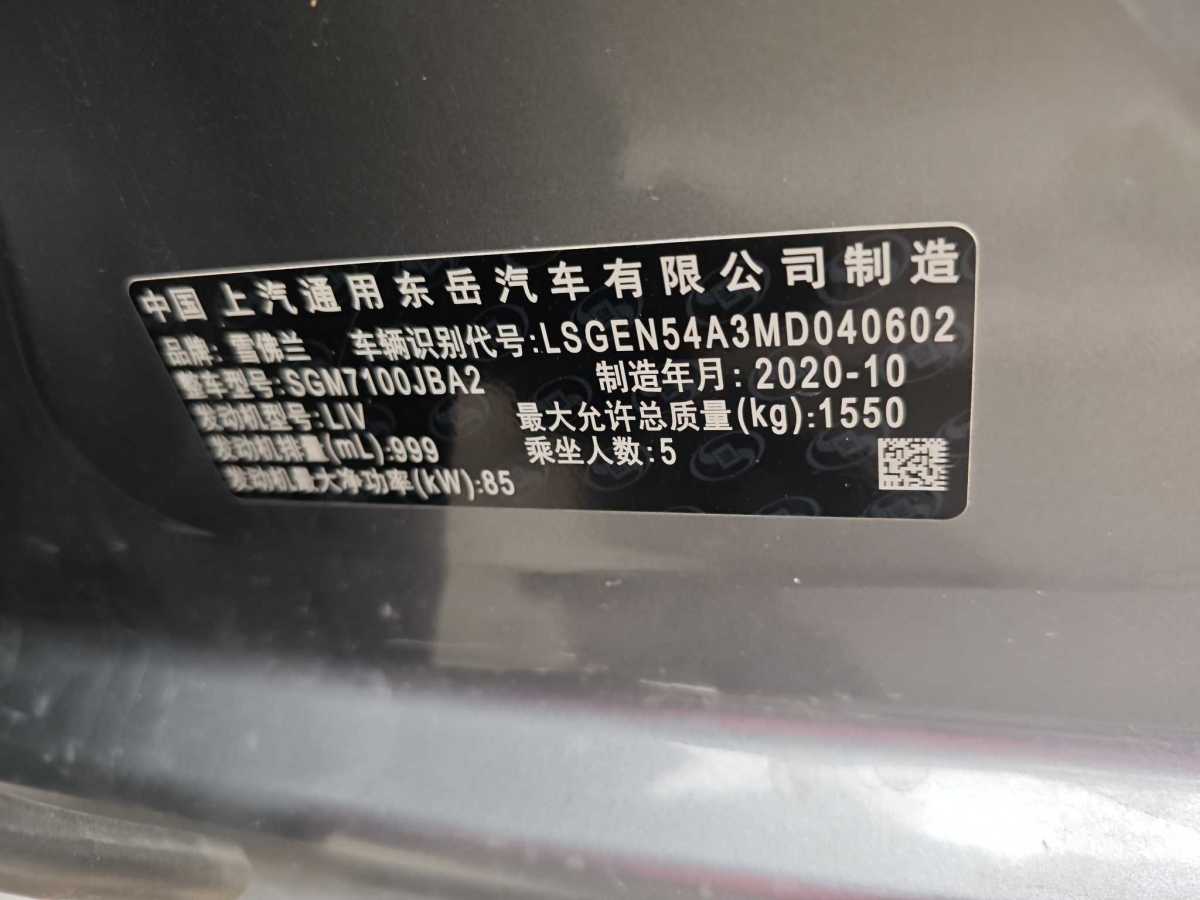 中国 上汽通用东岳汽车有限公司制造
品牌: 雪佛兰 车辆识别代号:LSGEN54A3MD040602
整车型号:SGM7100JBA2 制造年月: 2020-10
发动机型号:LIV 最大允许总质量(kg):1550
发动机排量(mL):999 乘坐人数:5
发动机最大净功率(kW):85